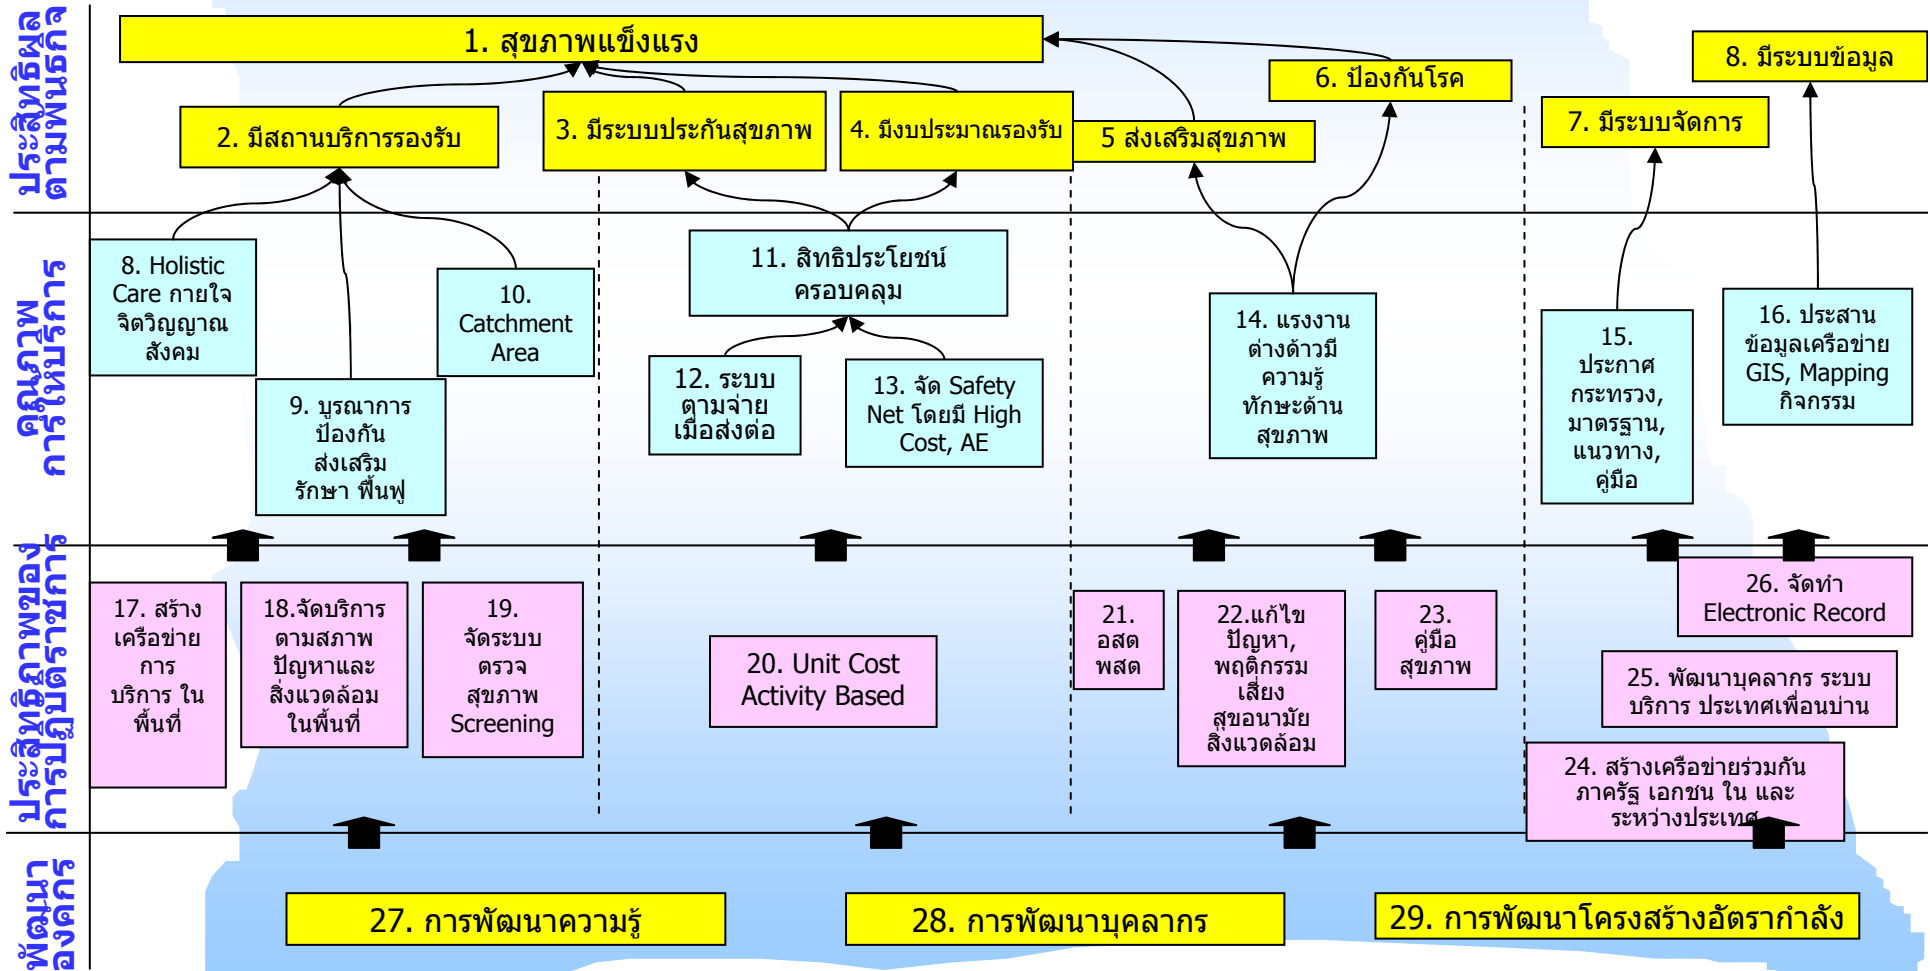 ประสิทธิผล
ตามพันธกิจ
1. สุขภาพแข็งแรง
2. มีสถานบริการรองรับ
3. มีระบบประกันสุขภาพ
4. มีงบประมาณรองรับ
5 ส่งเสริมสุขภาพ
6. ป้องกันโรค
7. มีระบบจัดการ
8. มีระบบข้อมูล
คุณภาพ
การให้บริการ
8. Holistic
Care กายใจ
จิตวิญญาณ
สังคม
9. บูรณาการ
ป้องกัน
ส่งเสริม
รักษา ฟื้นฟู
10.
Catchment
Area
11. สิทธิประโยชน์
ครอบคลุม
12. ระบบ
ตามจ่าย
เมื่อส่งต่อ
13. จัด Safety
Net โดยมี High
Cost, AE
14. แรงงาน
ต่างด้าวมี
ความรู้
ทักษะด้าน
สุขภาพ
15.
ประกาศ
กระทรวง,
มาตรฐาน,
แนวทาง,
คู่มือ
16. ประสาน
ข้อมูลเครือข่าย
GIS, Mapping
กิจกรรม
ประสิทธิภาพของ
การปฏิบัติราชการ
17. สร้าง
เครือข่าย
การ
บริการ ใน
พื้นที่
18.จัดบริการ
ตามสภาพ
ปัญหาและ
สิ่งแวดล้อม
ในพื้นที่
19.
จัดระบบ
ตรวจ
สุขภาพ
Screening
20. Unit Cost
Activity Based
21.
อสต
พสต
22.แก้ไข
ปัญหา,
พฤติกรรม
เสี่ยง
สุขอนามัย
สิ่งแวดล้อม
23.
คู่มือ
สุขภาพ
26. จัดทำ
Electronic Record
25. พัฒนาบุคลากร ระบบ
บริการ ประเทศเพื่อนบ่าน
24. สร้างเครือข่ายร่วมกัน
ภาครัฐ เอกชน ใน และ
ระหว่างประเทศ
พัฒนา
องค์กร
27. การพัฒนาความรู้
28. การพัฒนาบุคลากร
29. การพัฒนาโครงสร้างอัตรากำลัง